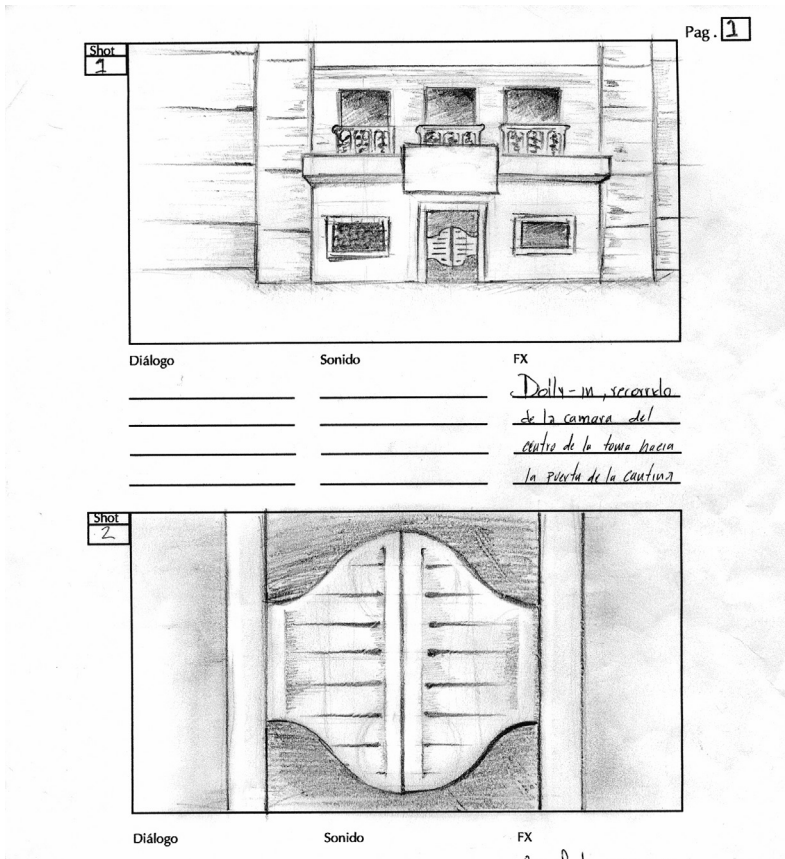 Pag. 1
Shot
1
Diálogo Sonido FX
Dolly-in, recorrido
de la camara del
centro de la toma hacia
la puerta de la cantina
Shot
2
Diálogo Sonido FX